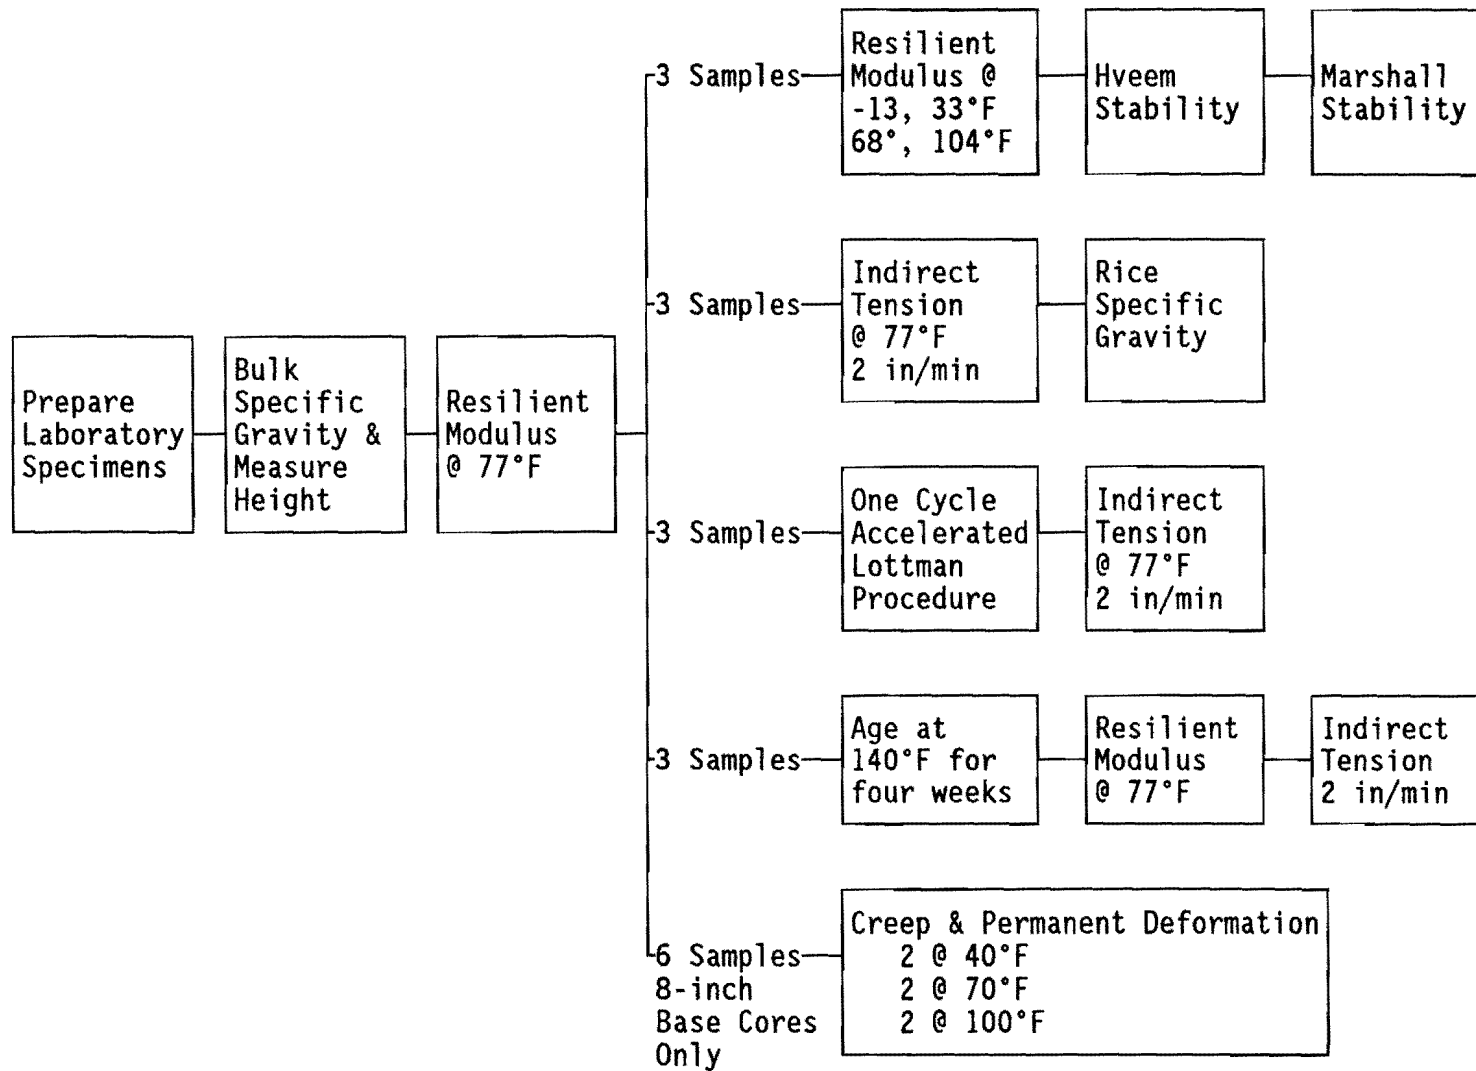 Prepare
Laboratory
Specimens
Bulk
Specific
Gravity &
Measure
Height
Resilient
Modulus
@ 77°F
3 Samples
Resilient
Modulus @
-13, 33°F
68°, 104°F
Hveem
Stability
Marshall
Stability
3 Samples
Indirect
Tension
@ 77°F
2 in/min
Rice
Specific
Gravity
3 Samples
One Cycle
Accelerated
Lottman
Procedure
Indirect
Tension
@ 77°F
2 in/min
3 Samples
Age at
140°F for
four weeks
Resilient
Modulus
@ 77°F
Indirect
Tension
2 in/min
6 Samples
8-inch
Base Cores
Only
Creep & Permanent Deformation
2 @ 40°F
2 @ 70°F
2 @ 100°F